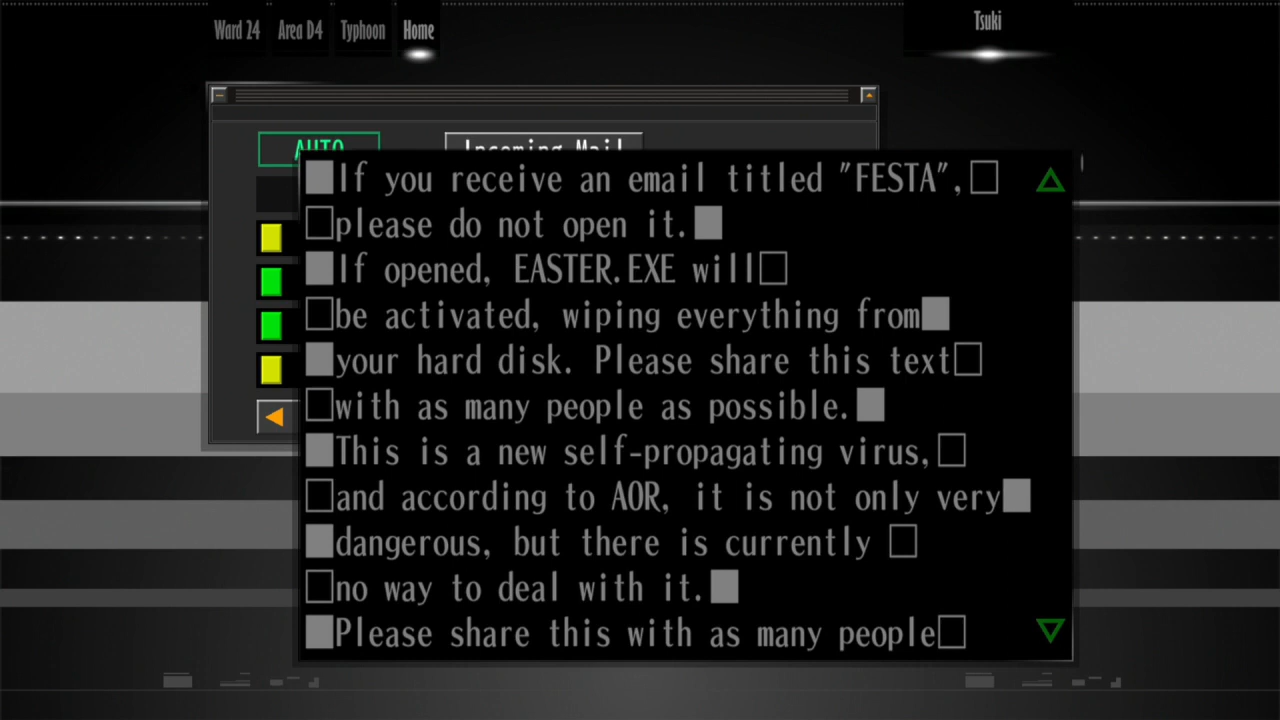 Ward 24 Area D4 Typhoon Home Tsuki
AUTO Incoming Mail
■If you receive an email titled "FESTA",□
□please do not open it.■
■If opened, EASTER.EXE will□
□be activated, wiping everything from■
■your hard disk. Please share this text□
□with as many people as possible.■
■This is a new self-propagating virus,□
□and according to AOR, it is not only very■
■dangerous, but there is currently □
□no way to deal with it.■
■Please share this with as many people□